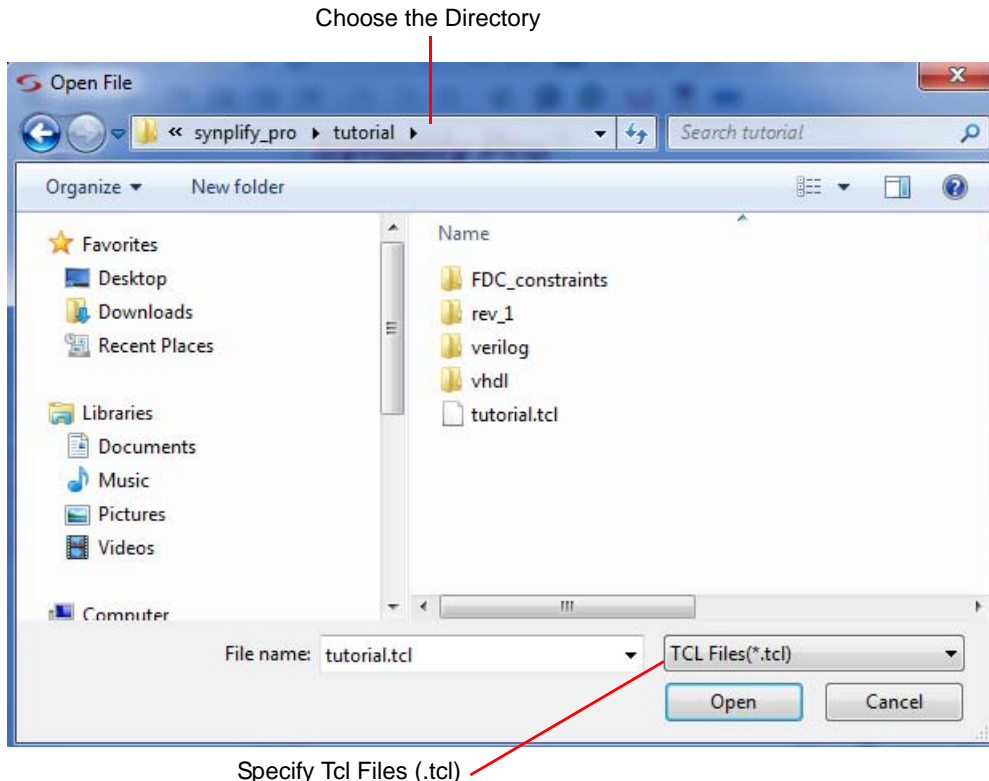 Choose the Directory
Open File
« synplify_pro ▸ tutorial ▸
Search tutorial
Organize
New folder
Name
Favorites
Desktop
Downloads
Recent Places
Libraries
Documents
Music
Pictures
Videos
Computer
FDC_constraints
rev_1
verilog
vhdl
tutorial.tcl
File name: tutorial.tcl
TCL Files(*.tcl)
Open
Cancel
Specify Tcl Files (.tcl)